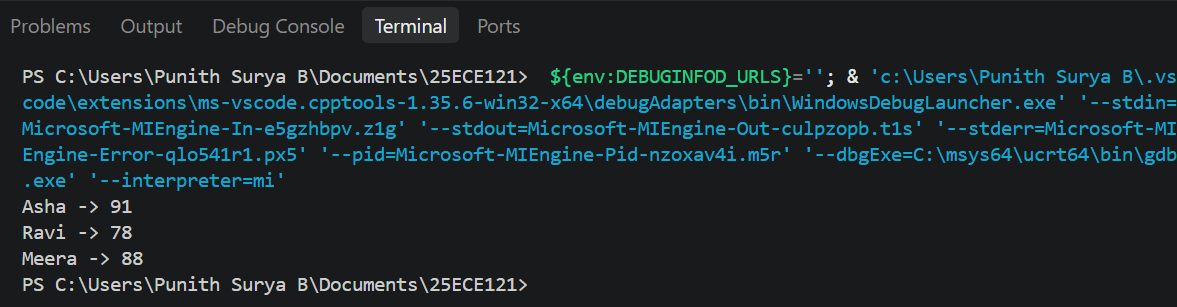 Problems Output Debug Console Terminal Ports
PS C:\Users\Punith Surya B\Documents\25ECE121>  ${env:DEBUGINFOD_URLS}=''; & 'c:\Users\Punith Surya B\.vs
code\extensions\ms-vscode.cpptools-1.35.6-win32-x64\debugAdapters\bin\WindowsDebugLauncher.exe' '--stdin=
Microsoft-MIEngine-In-e5gzhbpv.z1g' '--stdout=Microsoft-MIEngine-Out-culpzopb.t1s' '--stderr=Microsoft-MI
Engine-Error-qlo541r1.px5' '--pid=Microsoft-MIEngine-Pid-nzoxav4i.m5r' '--dbgExe=C:\msys64\ucrt64\bin\gdb
.exe' '--interpreter=mi'
Asha -> 91
Ravi -> 78
Meera -> 88
PS C:\Users\Punith Surya B\Documents\25ECE121>